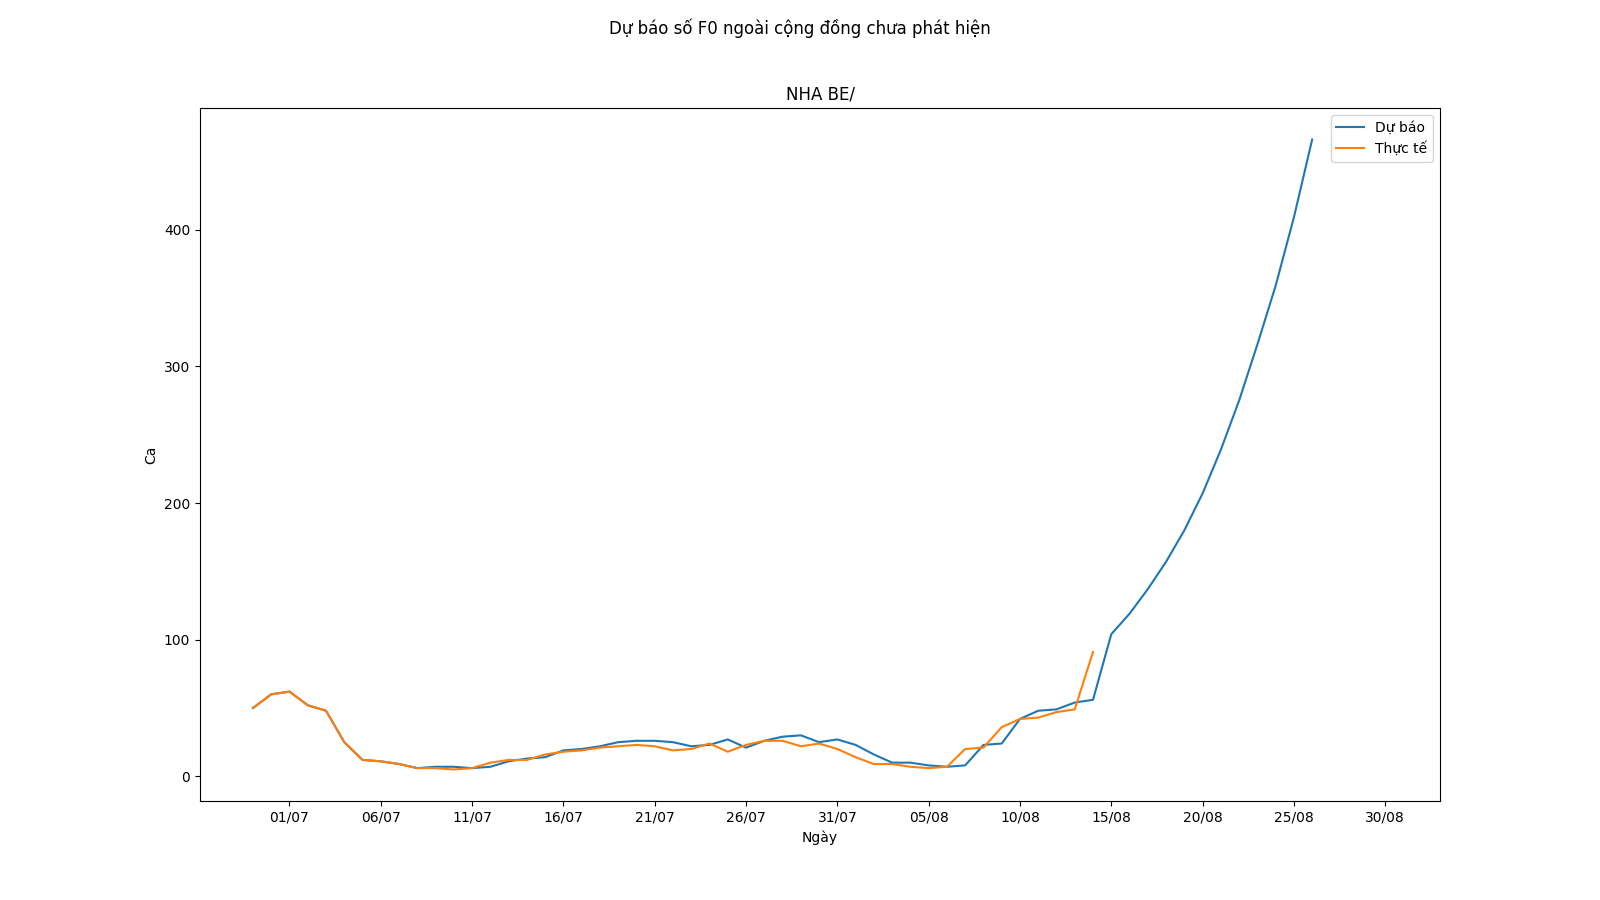 Dự báo số F0 ngoài cộng đồng chưa phát hiện
NHA BE/
Dự báo
Thực tế
400
300
200
100
0
Ca
01/07 06/07 11/07 16/07 21/07 26/07 31/07 05/08 10/08 15/08 20/08 25/08 30/08
Ngày